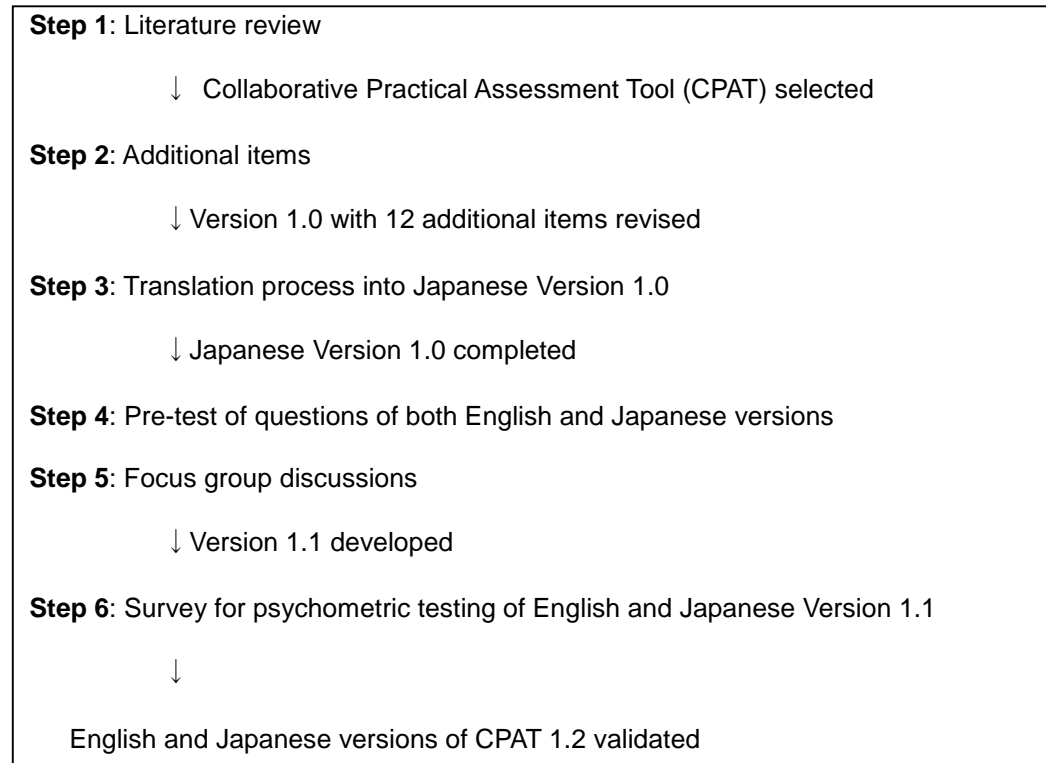 Step 1: Literature review
↓ Collaborative Practical Assessment Tool (CPAT) selected
Step 2: Additional items
↓ Version 1.0 with 12 additional items revised
Step 3: Translation process into Japanese Version 1.0
↓ Japanese Version 1.0 completed
Step 4: Pre-test of questions of both English and Japanese versions
Step 5: Focus group discussions
↓ Version 1.1 developed
Step 6: Survey for psychometric testing of English and Japanese Version 1.1
↓
English and Japanese versions of CPAT 1.2 validated